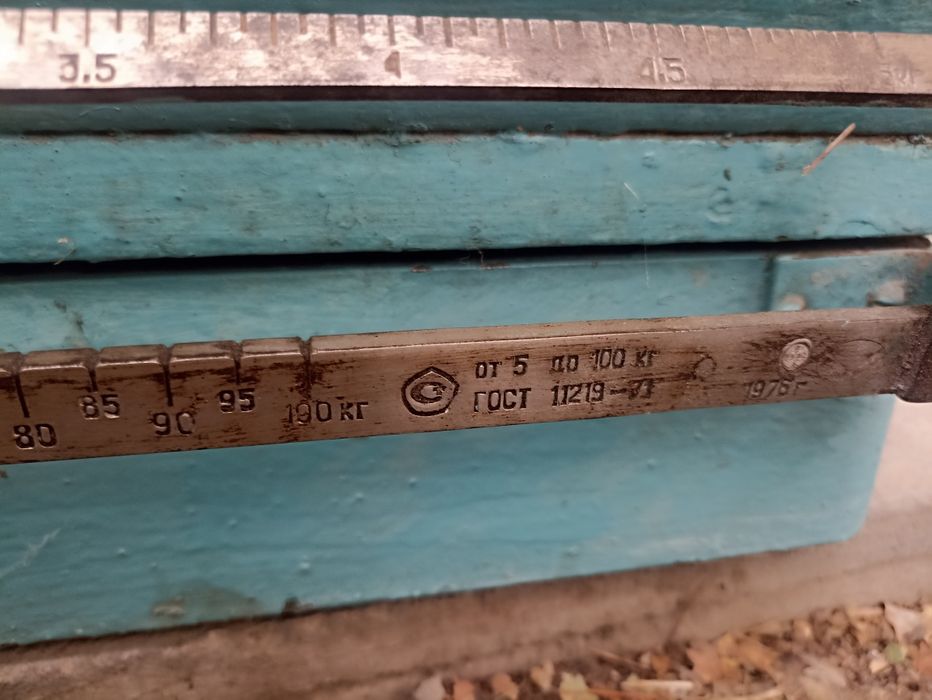 3.5 4 4.5
80 85 90 95 100 кг
от 5 до 100 кг
ГОСТ 11219-71 1976 г